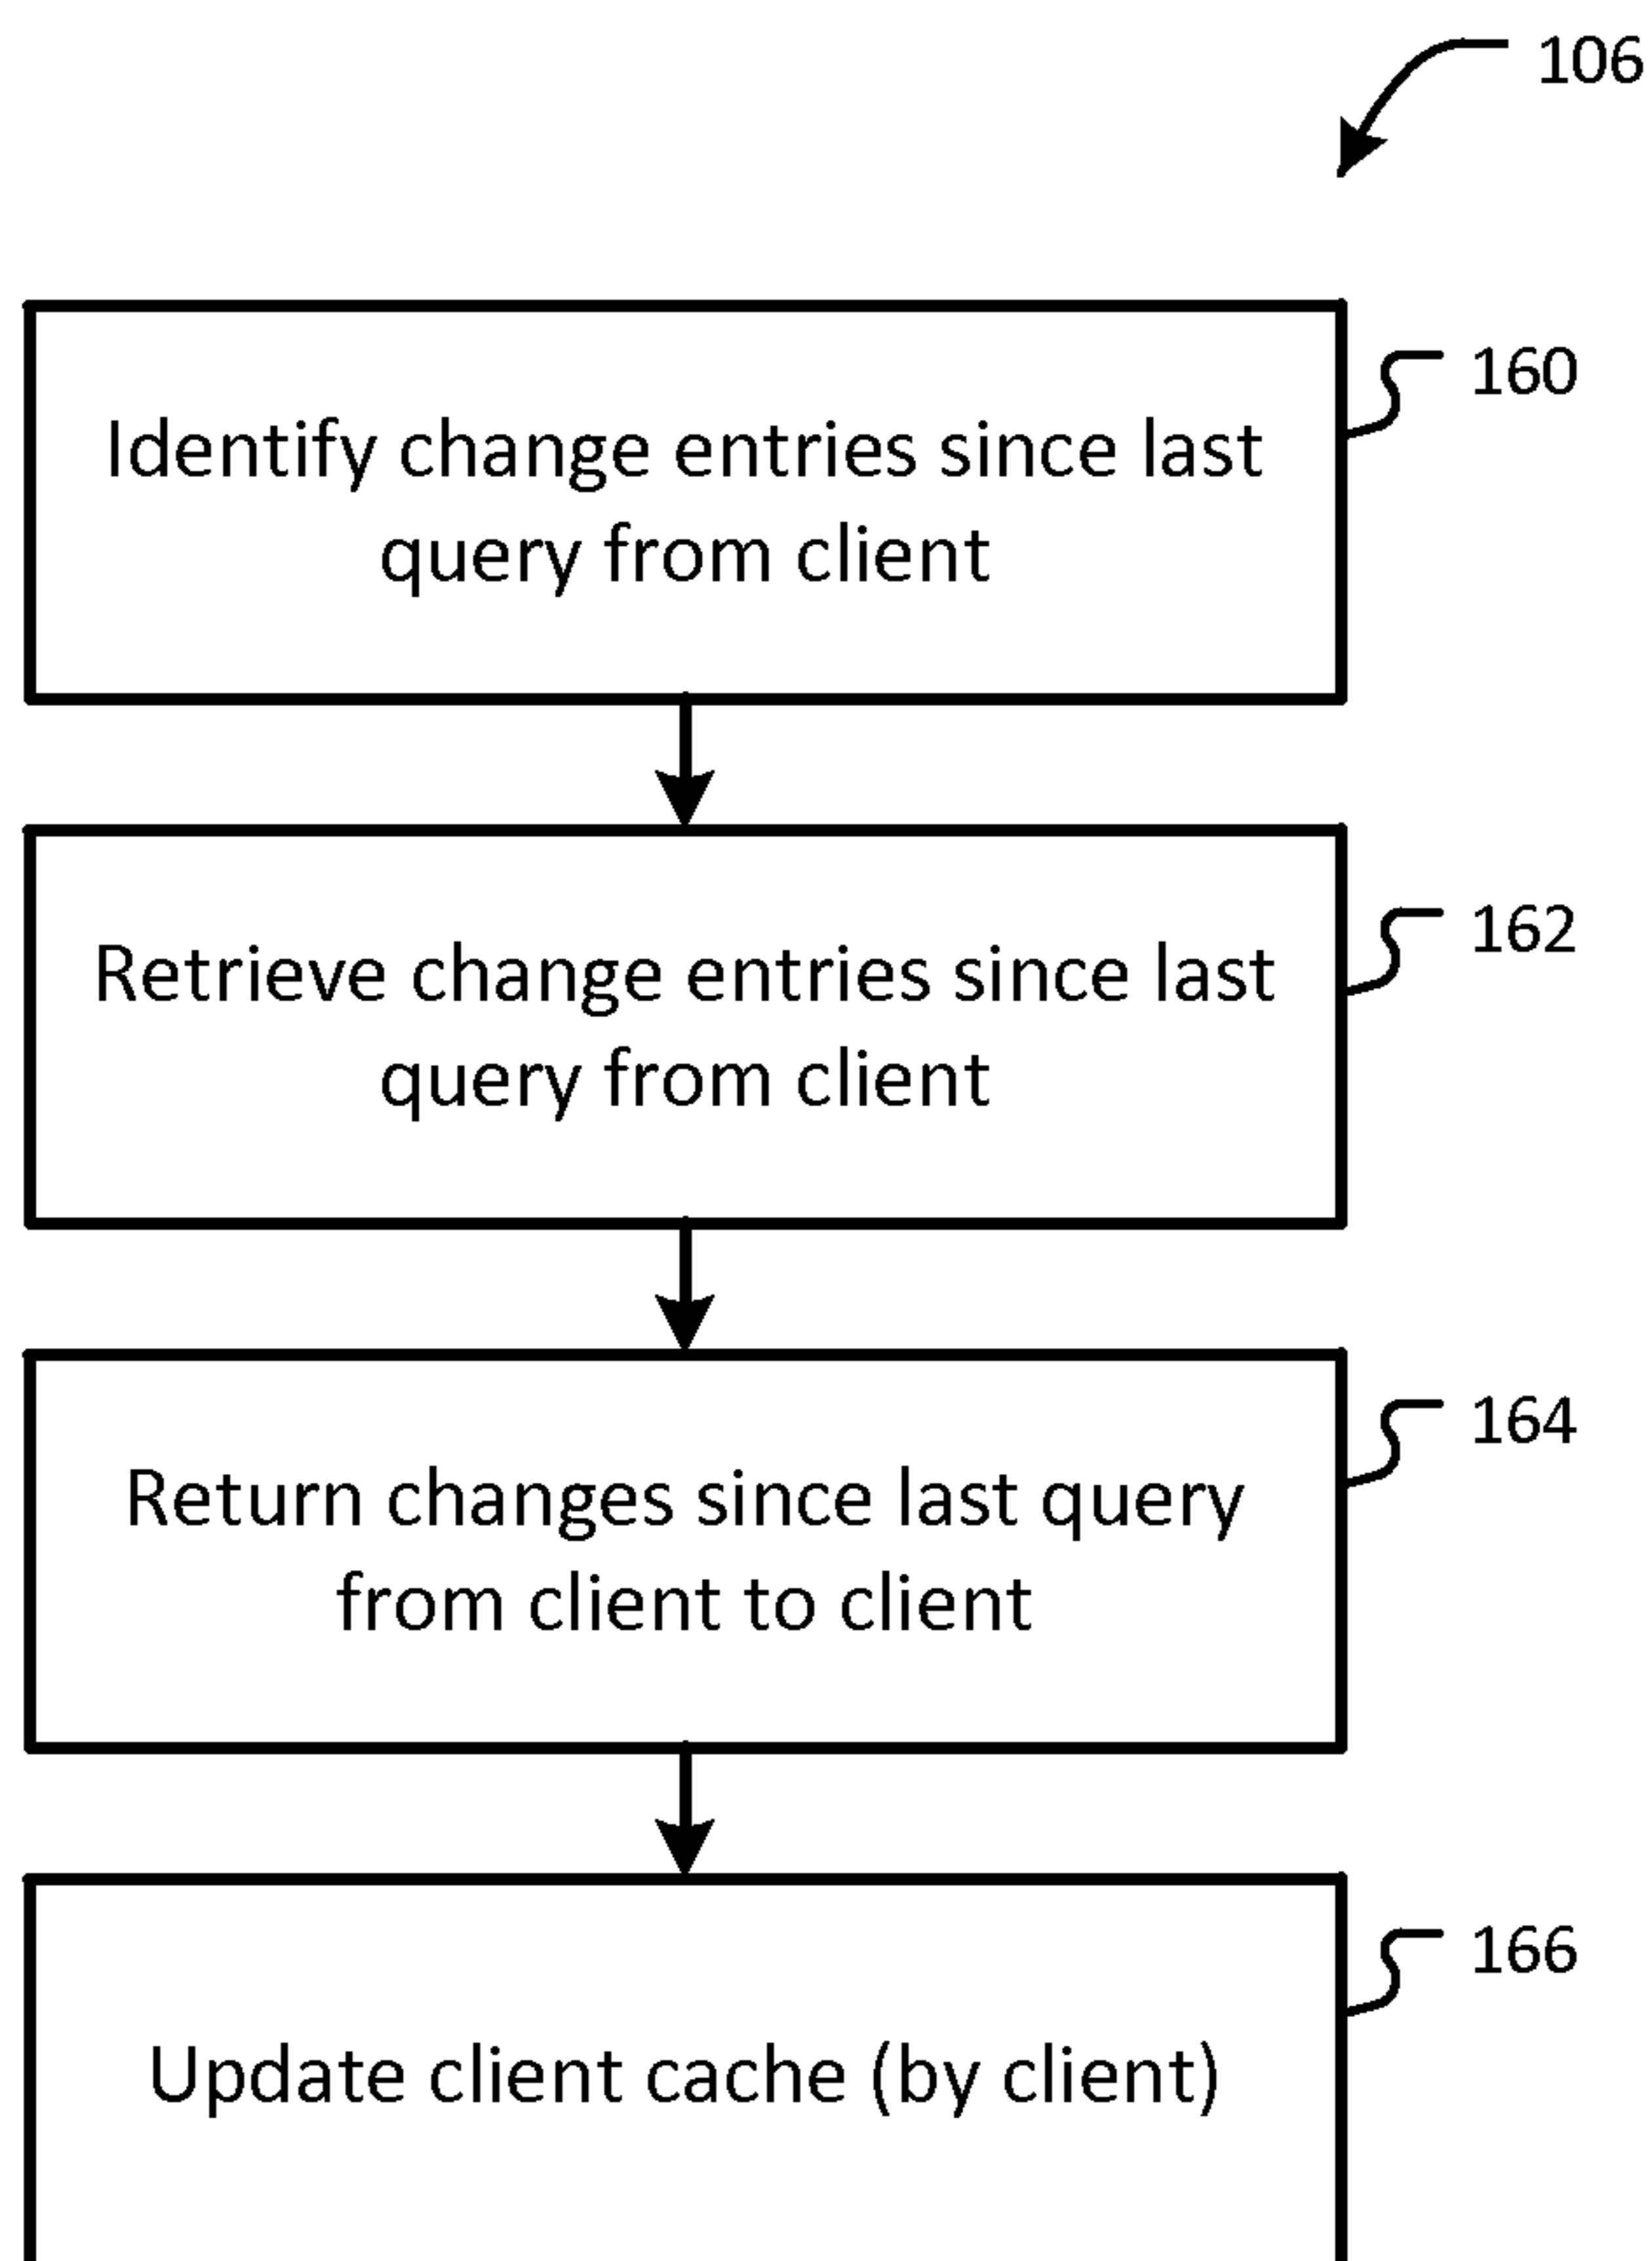 106
160
Identify change entries since last
query from client
162
Retrieve change entries since last
query from client
164
Return changes since last query
from client to client
166
Update client cache (by client)